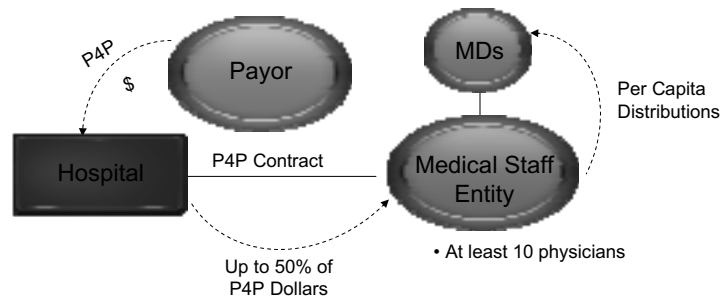 P4P
$
Payor
MDs
Per Capita
Distributions
Hospital
P4P Contract
Medical Staff
Entity
• At least 10 physicians
Up to 50% of
P4P Dollars